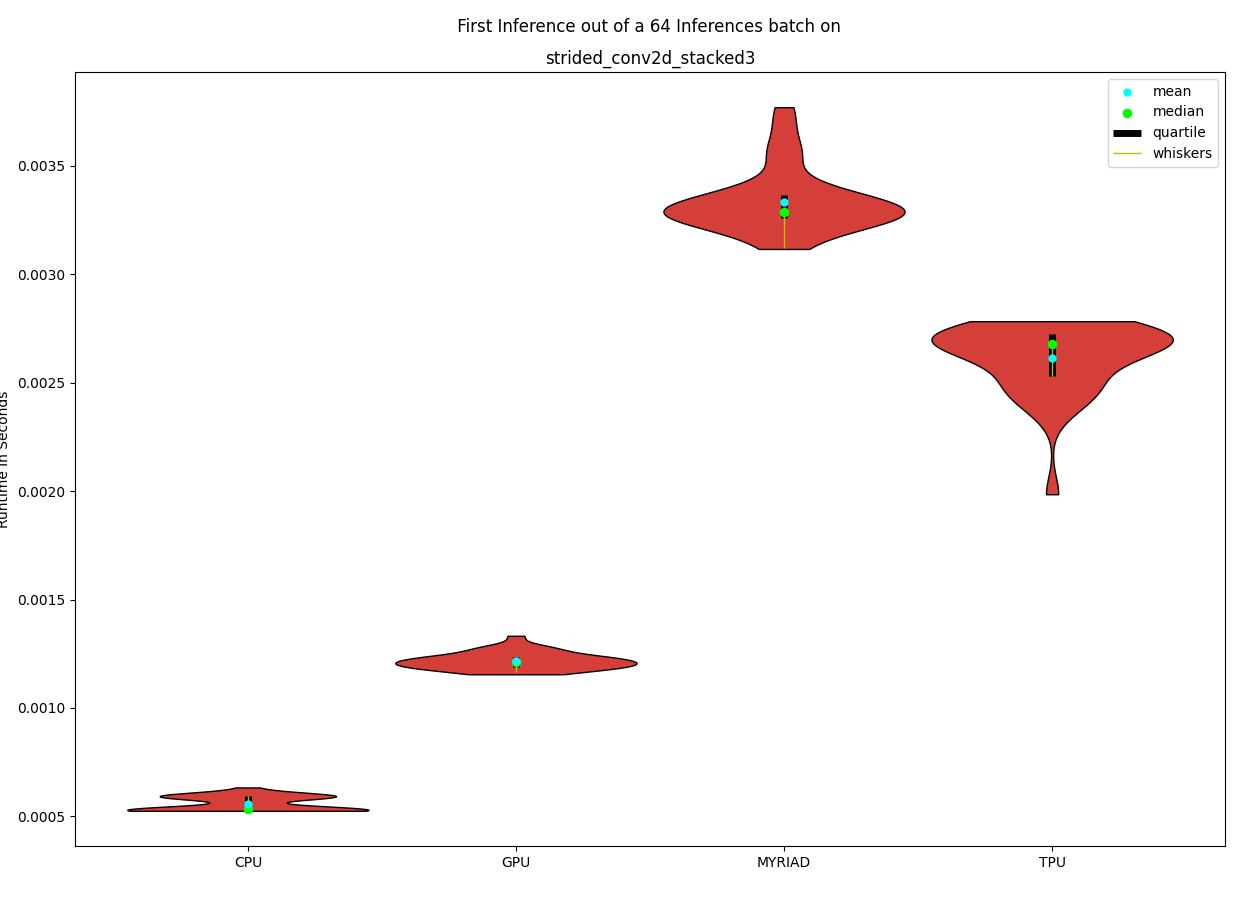 First Inference out of a 64 Inferences batch on
strided_conv2d_stacked3
mean
median
quartile
whiskers
Runtime in Seconds
0.0035
0.0030
0.0025
0.0020
0.0015
0.0010
0.0005
CPU GPU MYRIAD TPU